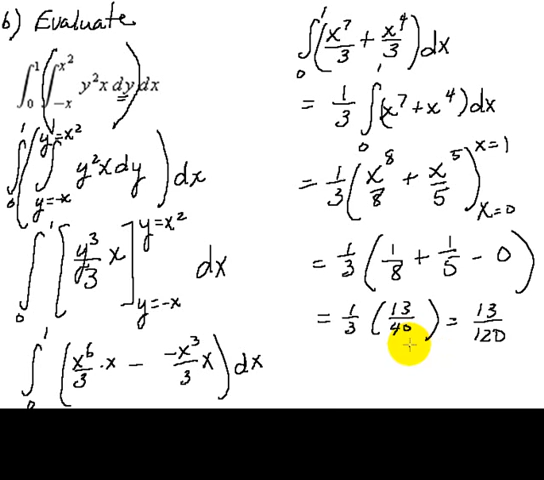 b) Evaluate
∫₀¹ (∫₋ₓ^{x²} y²x dy) dx
∫₀¹ (∫_{y=-x}^{y=x²} y²x dy) dx
∫₀¹ [y³/3 x]_{y=-x}^{y=x²} dx
∫₀¹ (x⁶/3 · x − −x³/3 x) dx
∫₀¹ (x⁷/3 + x⁴/3) dx
= 1/3 ∫₀¹ (x⁷ + x⁴) dx
= 1/3 (x⁸/8 + x⁵/5)_{x=0}^{x=1}
= 1/3 (1/8 + 1/5 − 0)
= 1/3 (13/40) = 13/120